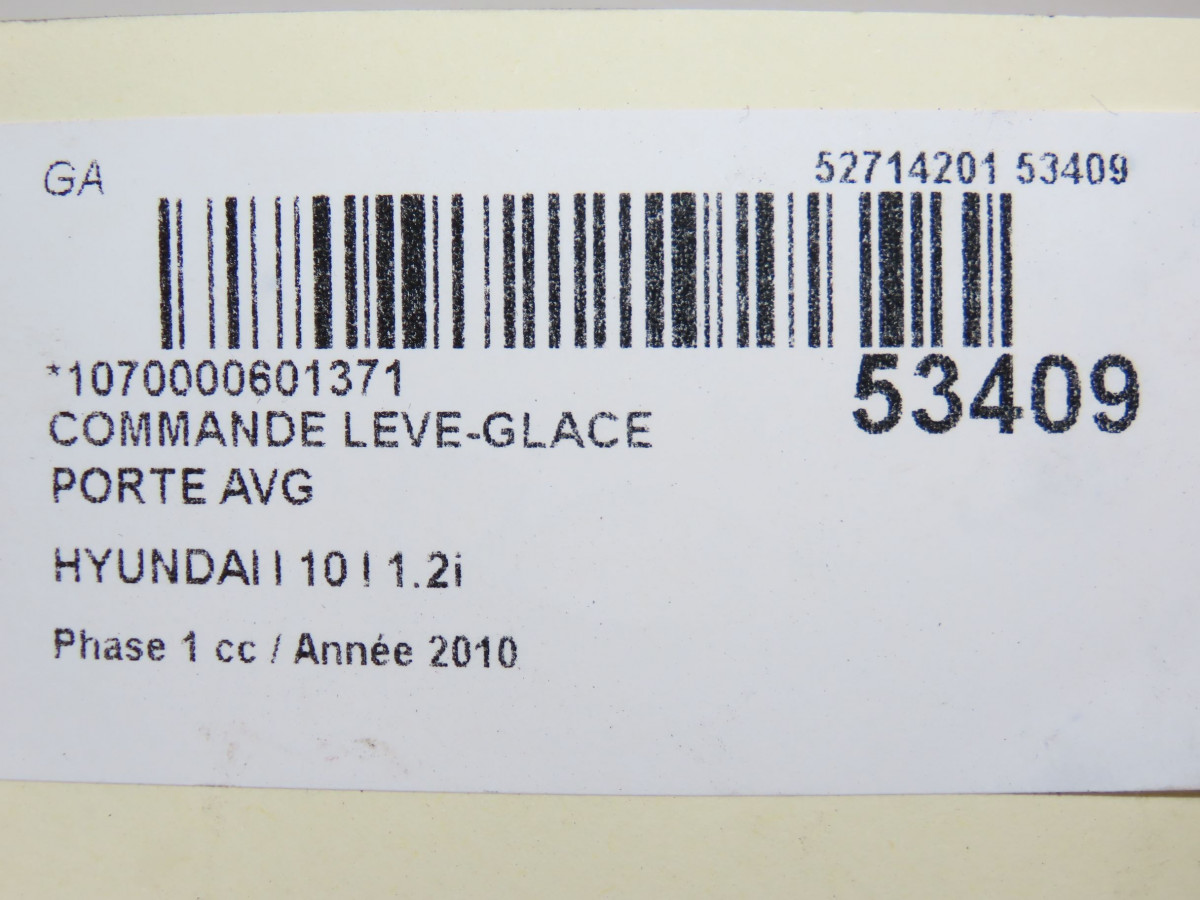 GA
52714201 53409
*1070000601371
53409
COMMANDE LEVE-GLACE
PORTE AVG
HYUNDAI I 10 I 1.2i
Phase 1 cc / Année 2010